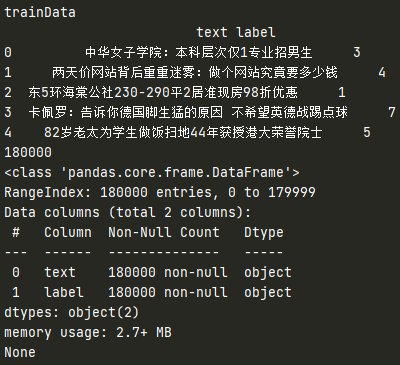 trainData
text label
0 中华女子学院：本科层次仅1专业招男生 3
1 两天价网站背后重重迷雾：做个网站究竟要多少钱 4
2 东5环海棠公社230-290平2居准现房98折优惠 1
3 卡佩罗：告诉你德国脚生猛的原因 不希望英德战踢点球 7
4 82岁老太为学生做饭扫地44年获授港大荣誉院士 5
180000
<class 'pandas.core.frame.DataFrame'>
RangeIndex: 180000 entries, 0 to 179999
Data columns (total 2 columns):
# Column Non-Null Count Dtype
--- ------ -------------- -----
0 text 180000 non-null object
1 label 180000 non-null object
dtypes: object(2)
memory usage: 2.7+ MB
None